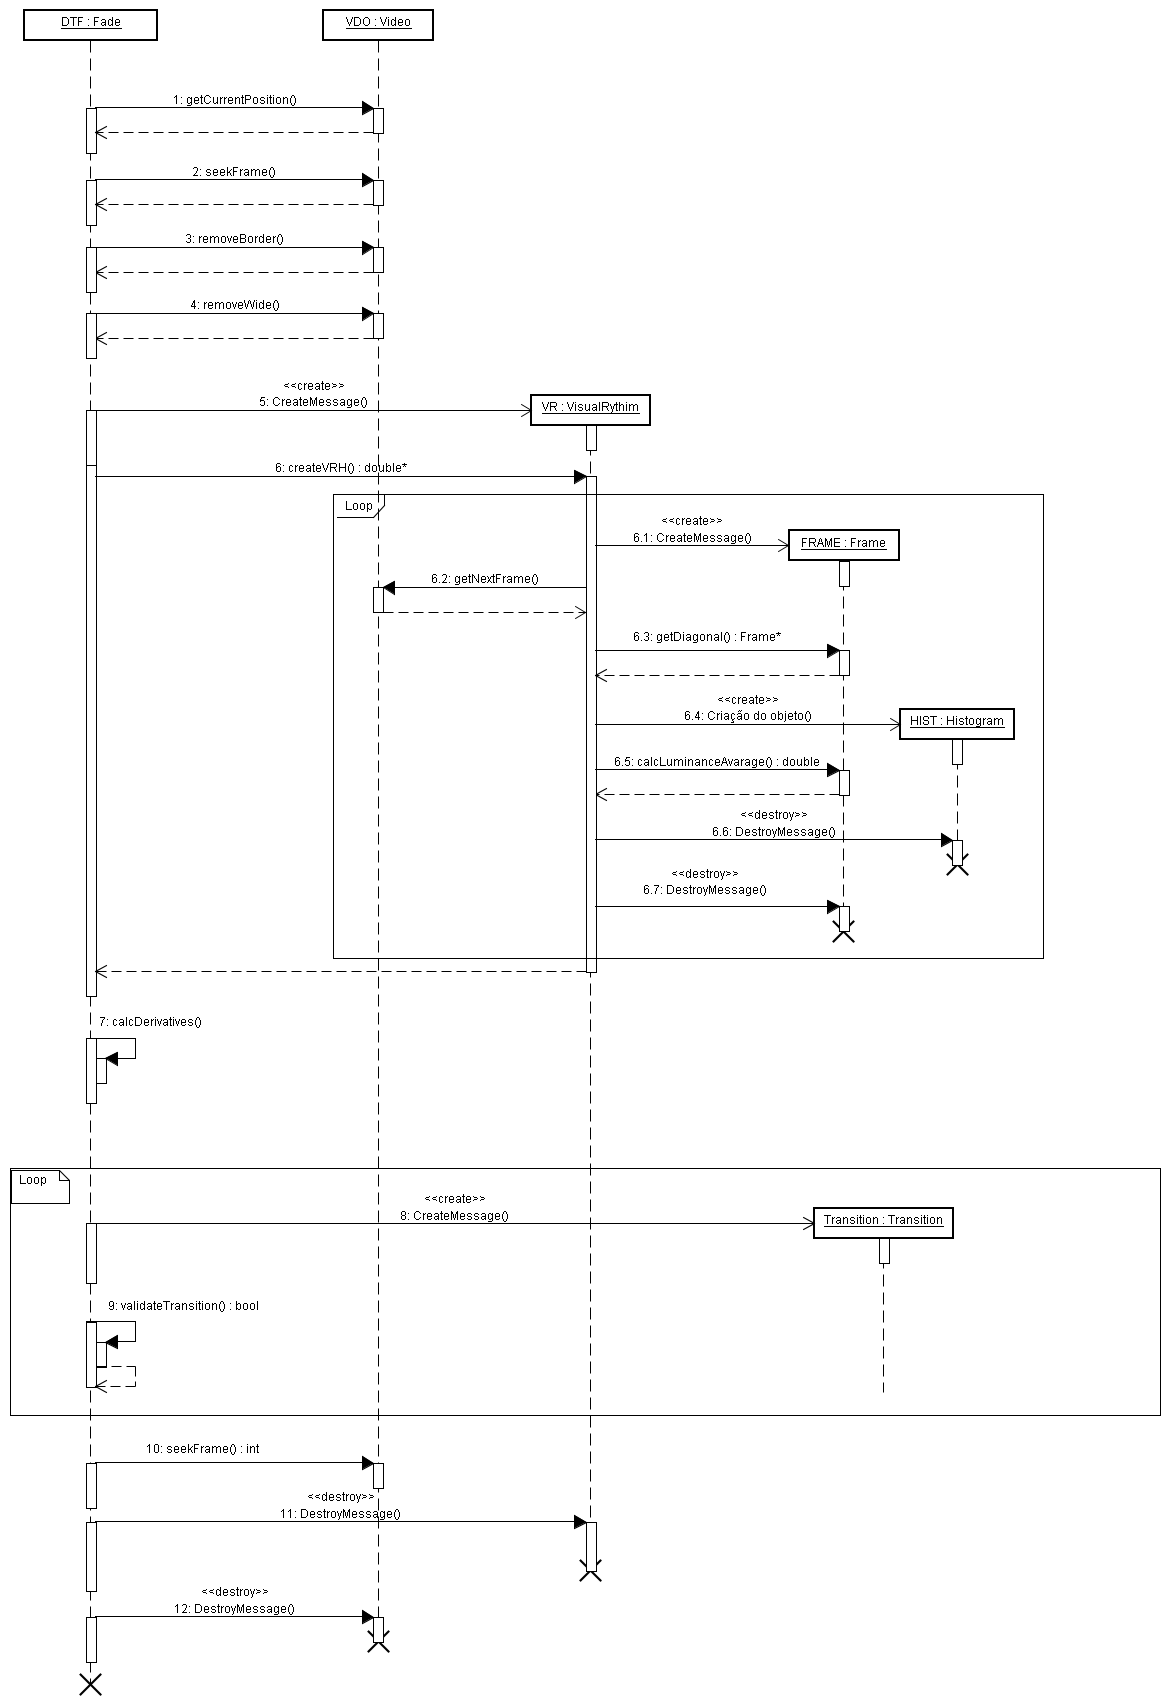 DTF : Fade
VDO : Video
1: getCurrentPosition()
2: seekFrame()
3: removeBorder()
4: removeWide()
<<create>>
5: CreateMessage()
VR : VisualRythim
6: createVRH() : double*
Loop
<<create>>
6.1: CreateMessage()
FRAME : Frame
6.2: getNextFrame()
6.3: getDiagonal() : Frame*
<<create>>
6.4: Criação do objeto()
HIST : Histogram
6.5: calcLuminanceAvarage() : double
<<destroy>>
6.6: DestroyMessage()
<<destroy>>
6.7: DestroyMessage()
7: calcDerivatives()
Loop
<<create>>
8: CreateMessage()
Transition : Transition
9: validateTransition() : bool
10: seekFrame() : int
<<destroy>>
11: DestroyMessage()
<<destroy>>
12: DestroyMessage()